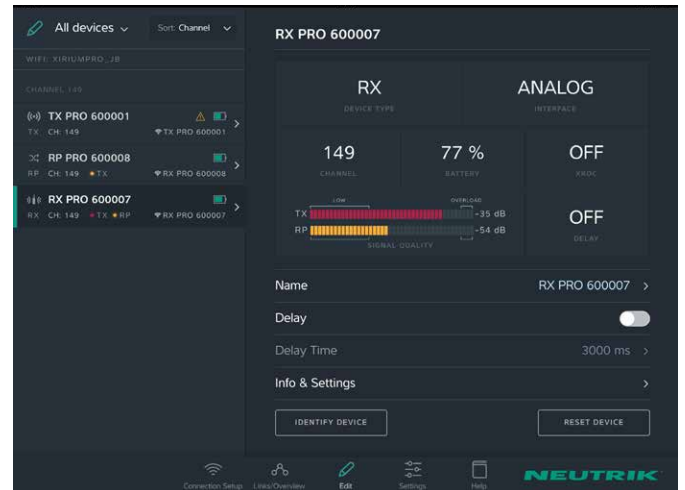 All devices
Sort: Channel
WIFI: XIRIUMPRO_JB
CHANNEL 149
TX PRO 600001
TX CH: 149 TX PRO 600001
RP PRO 600008
RP CH: 149 TX RX PRO 600008
RX PRO 600007
RX CH: 149 TX RP RX PRO 600007
RX PRO 600007
RX
DEVICE TYPE
ANALOG
INTERFACE
149
CHANNEL
77 %
BATTERY
OFF
XROC
LOW OVERLOAD
TX -35 dB
RP -54 dB
SIGNAL QUALITY
OFF
DELAY
Name RX PRO 600007
Delay
Delay Time 3000 ms
Info & Settings
IDENTIFY DEVICE
RESET DEVICE
Connection Setup
Links/Overview
Edit
Settings
Help
NEUTRIK